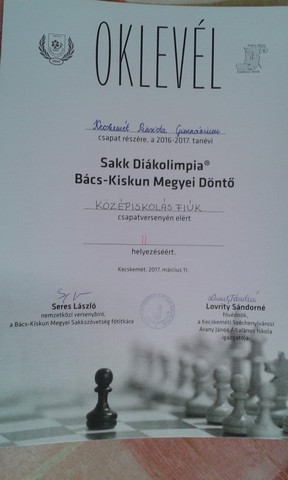 OKLEVÉL
Kecskemét Piarista Gimnázium
csapat részére, a 2016-2017. tanévi
Sakk Diákolimpia®
Bács-Kiskun Megyei Döntő
KÖZÉPISKOLÁS FIÚK
csapatversenyén elért
II
helyezéséért.
Kecskemét, 2017. március 11.
Seres László
nemzetközi versenybíró,
a Bács-Kiskun Megyei Sakkszövetség főtitkára
Lovrity Sándorné
fővédnök,
a Kecskeméti Széchenyivárosi
Arany János Általános Iskola
igazgatója